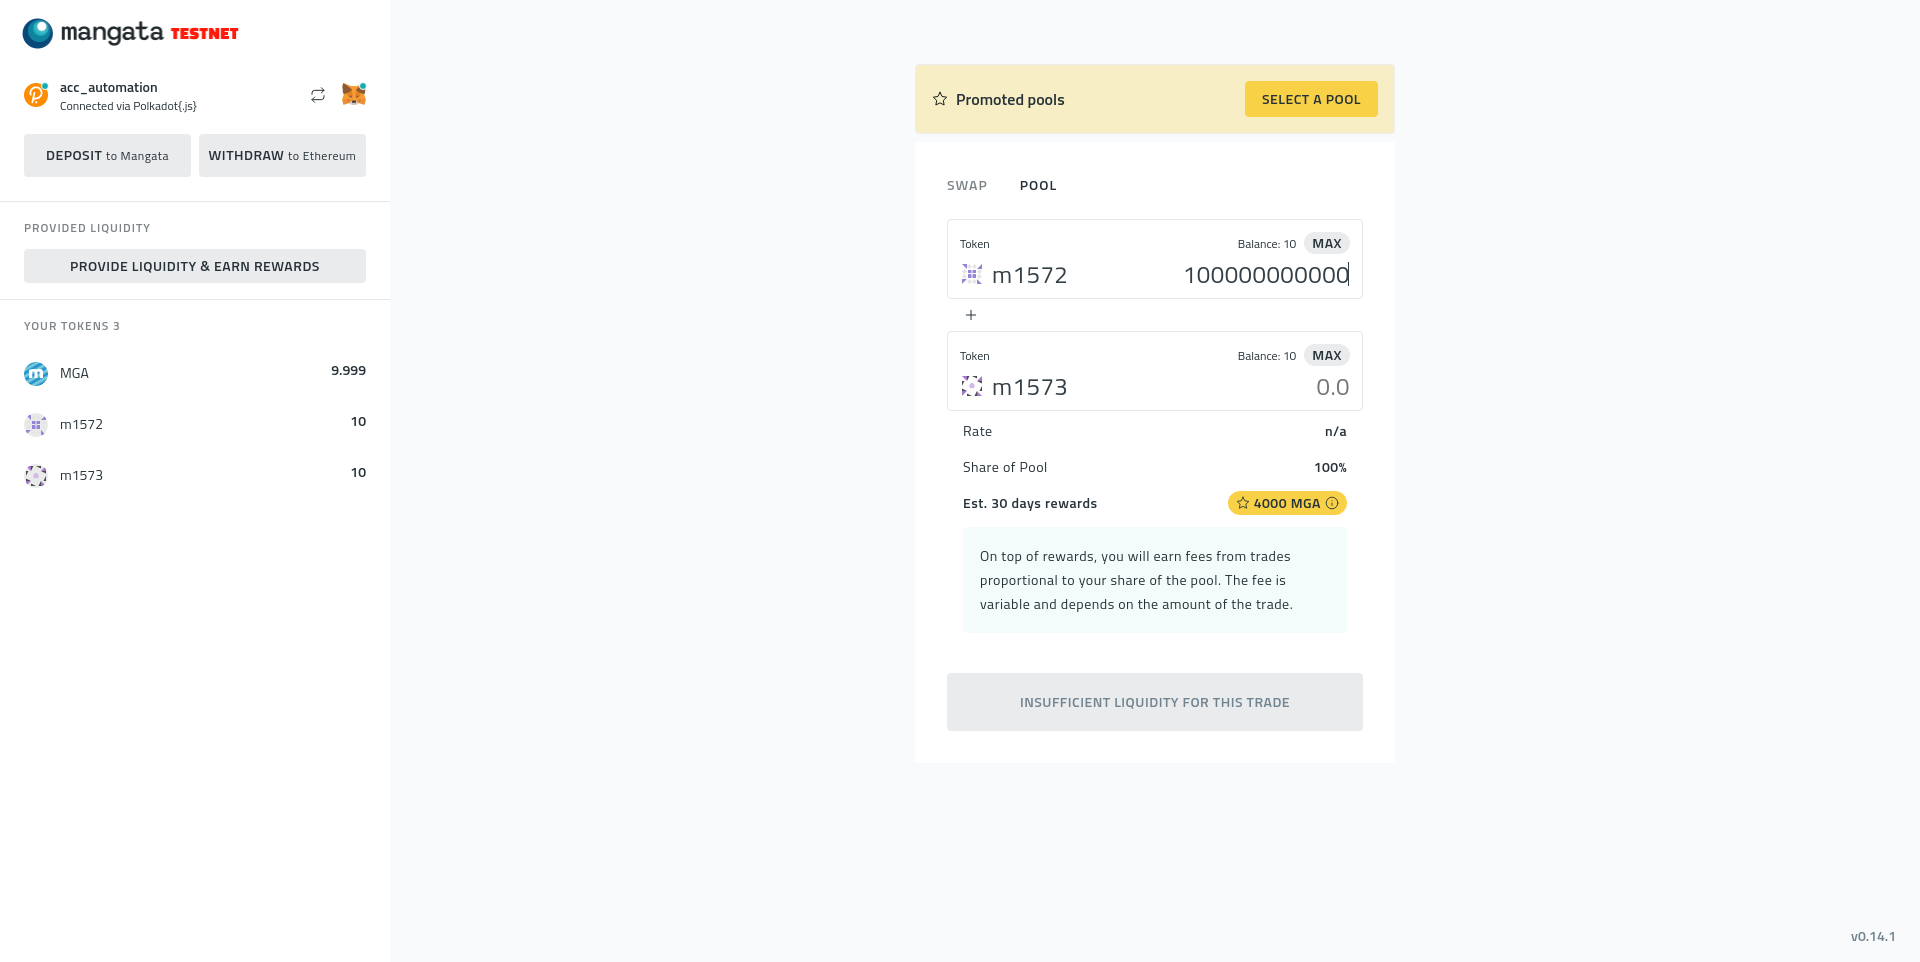 mangata TESTNET
acc_automation
Connected via Polkadot{.js}
DEPOSIT to Mangata
WITHDRAW to Ethereum
PROVIDED LIQUIDITY
PROVIDE LIQUIDITY & EARN REWARDS
YOUR TOKENS 3
MGA 9.999
m1572 10
m1573 10
Promoted pools
SELECT A POOL
SWAP POOL
Token Balance: 10 MAX
m1572 100000000000
+
Token Balance: 10 MAX
m1573 0.0
Rate n/a
Share of Pool 100%
Est. 30 days rewards 4000 MGA
On top of rewards, you will earn fees from trades
proportional to your share of the pool. The fee is
variable and depends on the amount of the trade.
INSUFFICIENT LIQUIDITY FOR THIS TRADE
v0.14.1